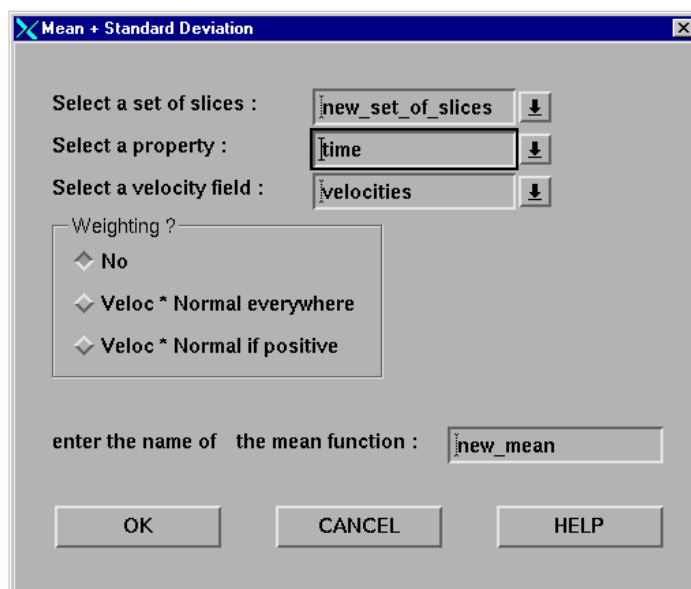 Mean + Standard Deviation
Select a set of slices : new_set_of_slices
Select a property : time
Select a velocity field : velocities
Weighting ?
No
Veloc * Normal everywhere
Veloc * Normal if positive
enter the name of the mean function : new_mean
OK CANCEL HELP